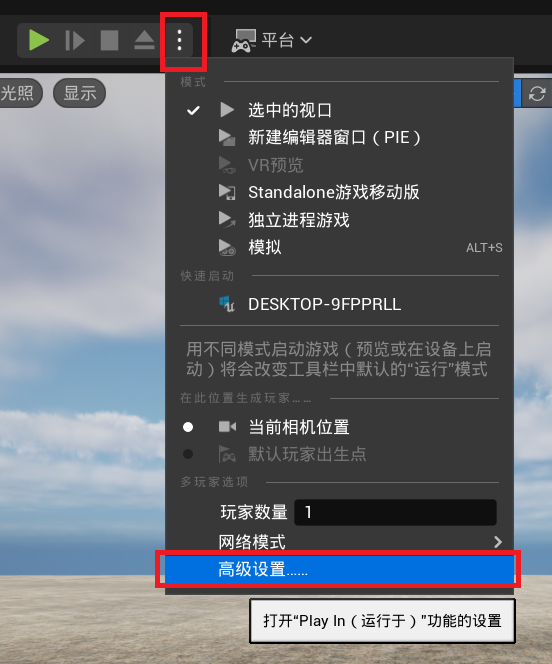 平台
光照
显示
模式
选中的视口
新建编辑器窗口（PIE）
VR预览
Standalone游戏移动版
独立进程游戏
模拟 ALT+S
快速启动
DESKTOP-9FPPRLL
用不同模式启动游戏（预览或在设备上启
动）将会改变工具栏中默认的“运行”模式
在此位置生成玩家……
当前相机位置
默认玩家出生点
多玩家选项
玩家数量 1
网络模式
高级设置……
打开“Play In（运行于）”功能的设置